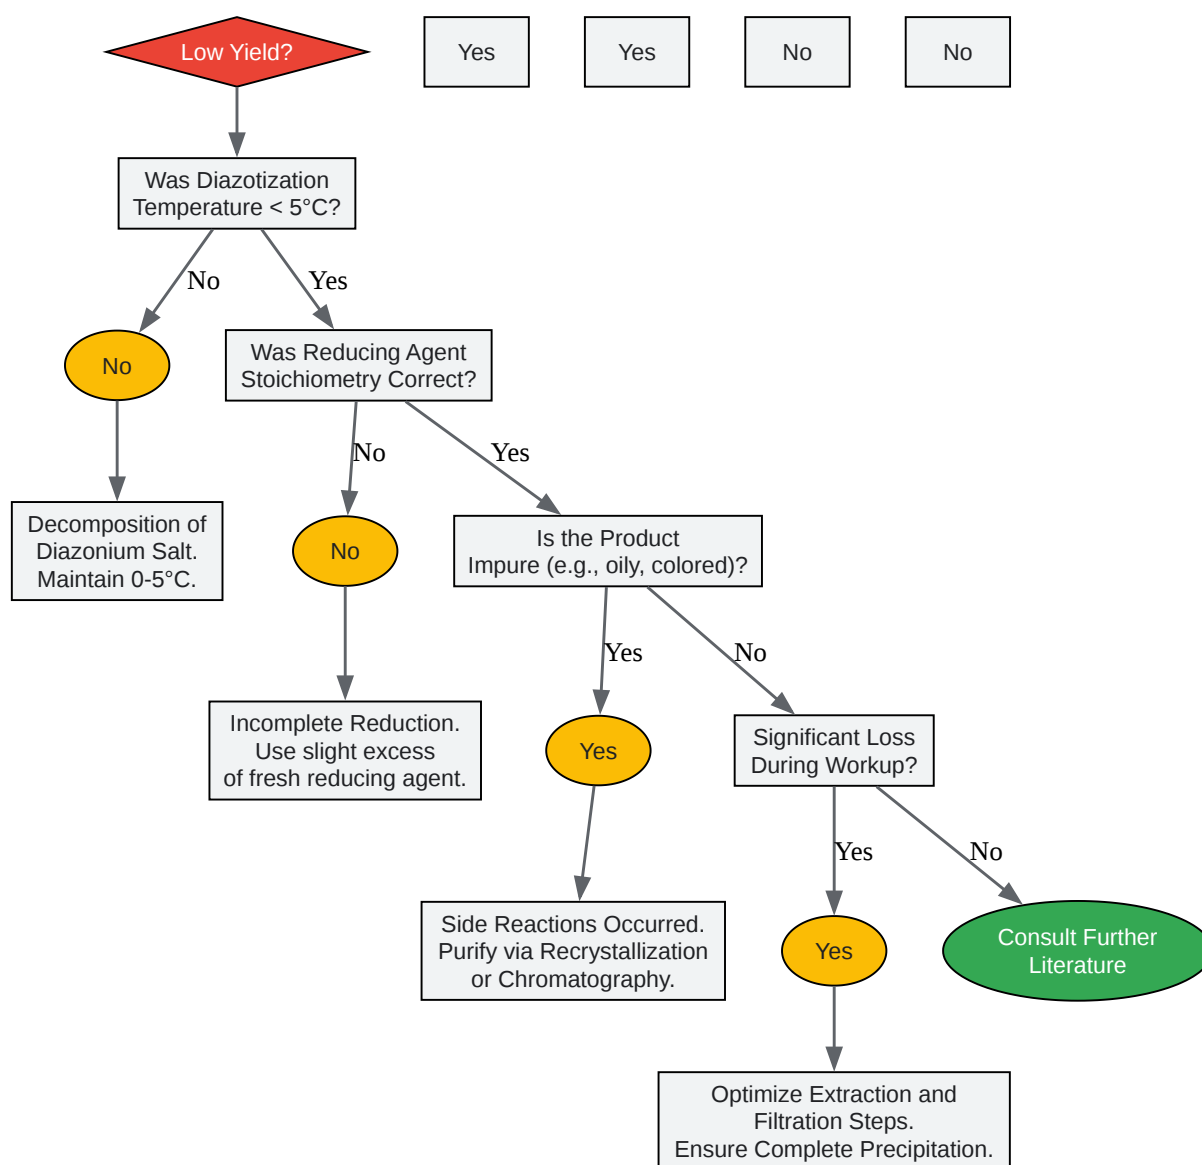 Low Yield?
Yes
Yes
No
No
Was Diazotization
Temperature < 5°C?
No
Yes
No
Was Reducing Agent
Stoichiometry Correct?
No
Yes
Decomposition of
Diazonium Salt.
Maintain 0-5°C.
No
Is the Product
Impure (e.g., oily, colored)?
Yes
No
Incomplete Reduction.
Use slight excess
of fresh reducing agent.
Yes
Significant Loss
During Workup?
Yes
No
Side Reactions Occurred.
Purify via Recrystallization
or Chromatography.
Yes
Consult Further
Literature
Optimize Extraction and
Filtration Steps.
Ensure Complete Precipitation.